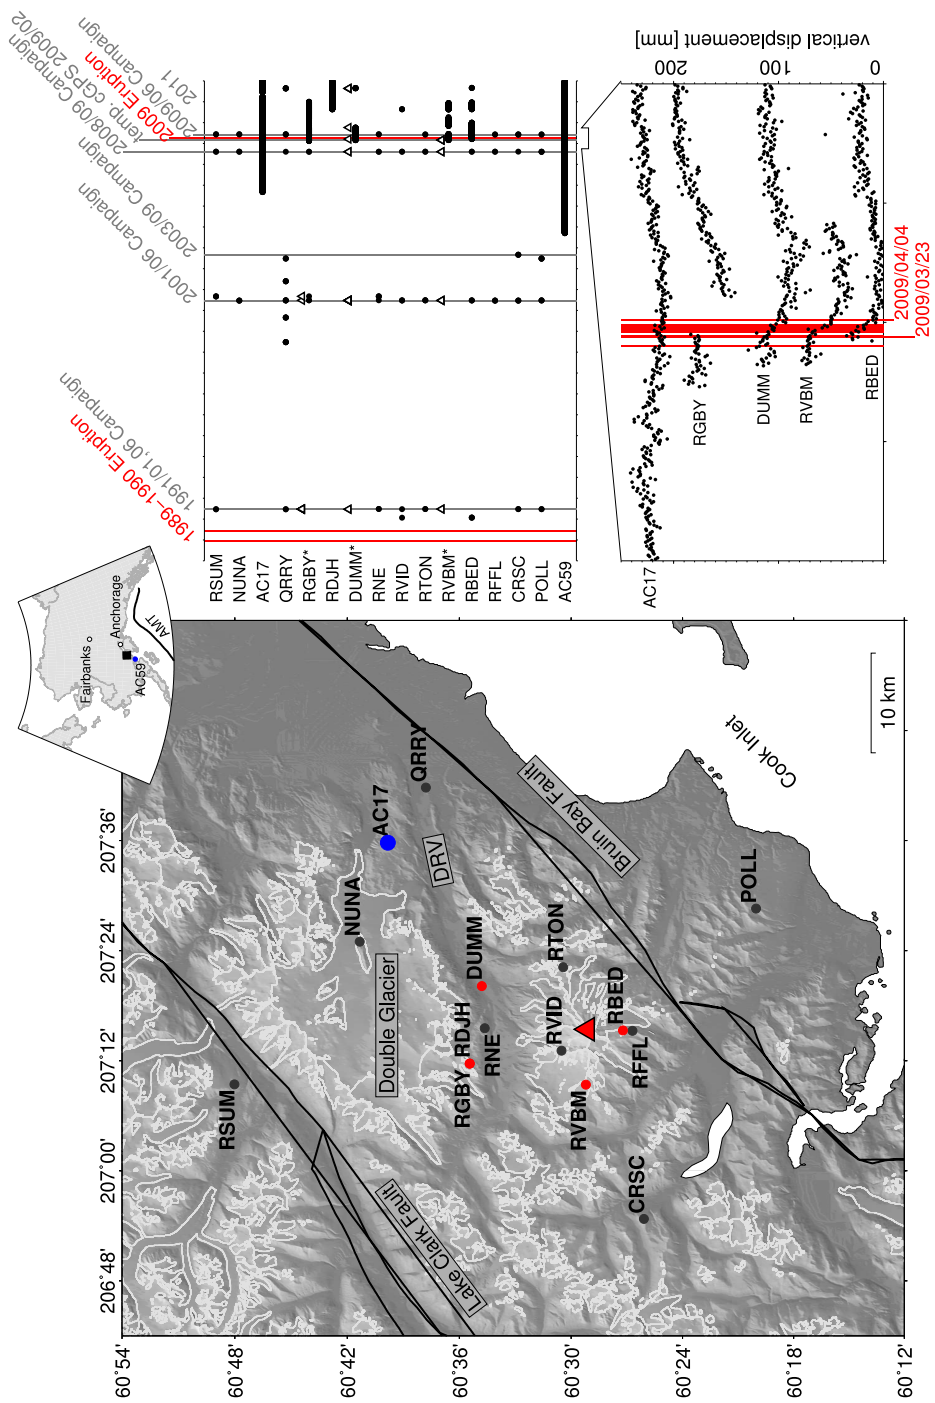 Fairbanks
Anchorage
AC59
AMT
60˚54'
60˚48'
60˚42'
60˚36'
60˚30'
60˚24'
60˚18'
60˚12'
206˚48'
207˚00'
207˚12'
207˚24'
207˚36'
RSUM
NUNA
AC17
QRRY
Double Glacier
DRV
DUMM
RGBY
RDJH
RNE
RTON
RVID
RVBM
RBED
RFFL
CRSC
POLL
Lake Clark Fault
Bruin Bay Fault
Cook Inlet
10 km
1989−1990 Eruption
1991/01,06 Campaign
2001/06 Campaign
2003/09 Campaign
2008/09 Campaign
temp. cGPS 2009/02
2009 Eruption
2009/06 Campaign
2011
RSUM
NUNA
AC17
QRRY
RGBY*
RDJH
DUMM*
RNE
RVID
RTON
RVBM*
RBED
RFFL
CRSC
POLL
AC59
AC17
RGBY
DUMM
RVBM
RBED
2009/04/04
2009/03/23
0
100
200
vertical displacement [mm]